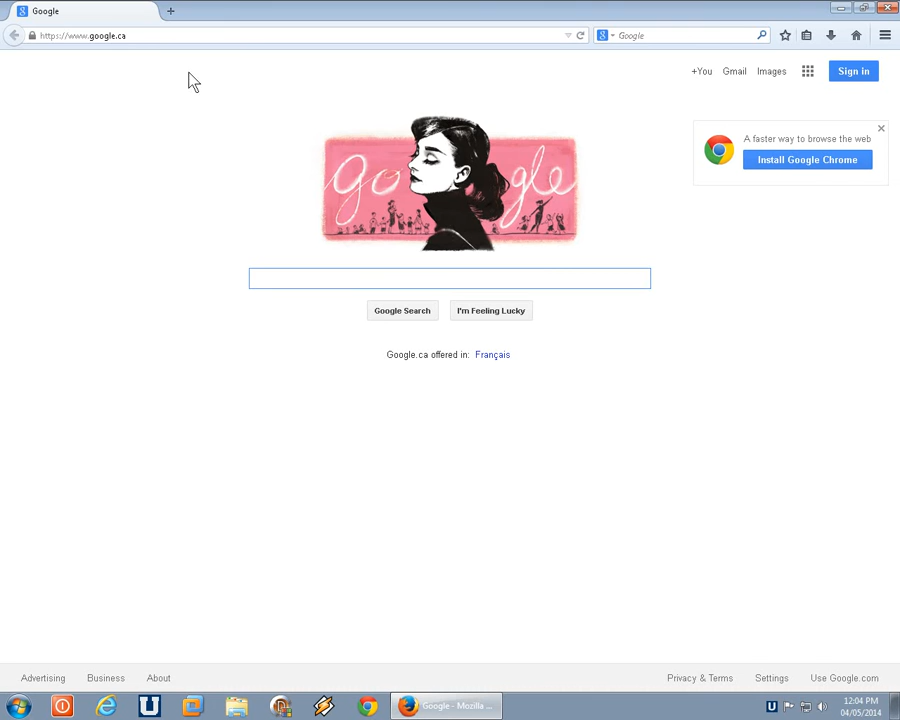 Google
https://www.google.ca
Google
+You Gmail Images Sign in
Google
A faster way to browse the web
Install Google Chrome
Google Search I'm Feeling Lucky
Google.ca offered in: Français
Advertising Business About Privacy & Terms Settings Use Google.com
Google - Mozilla ...
12:04 PM
04/05/2014